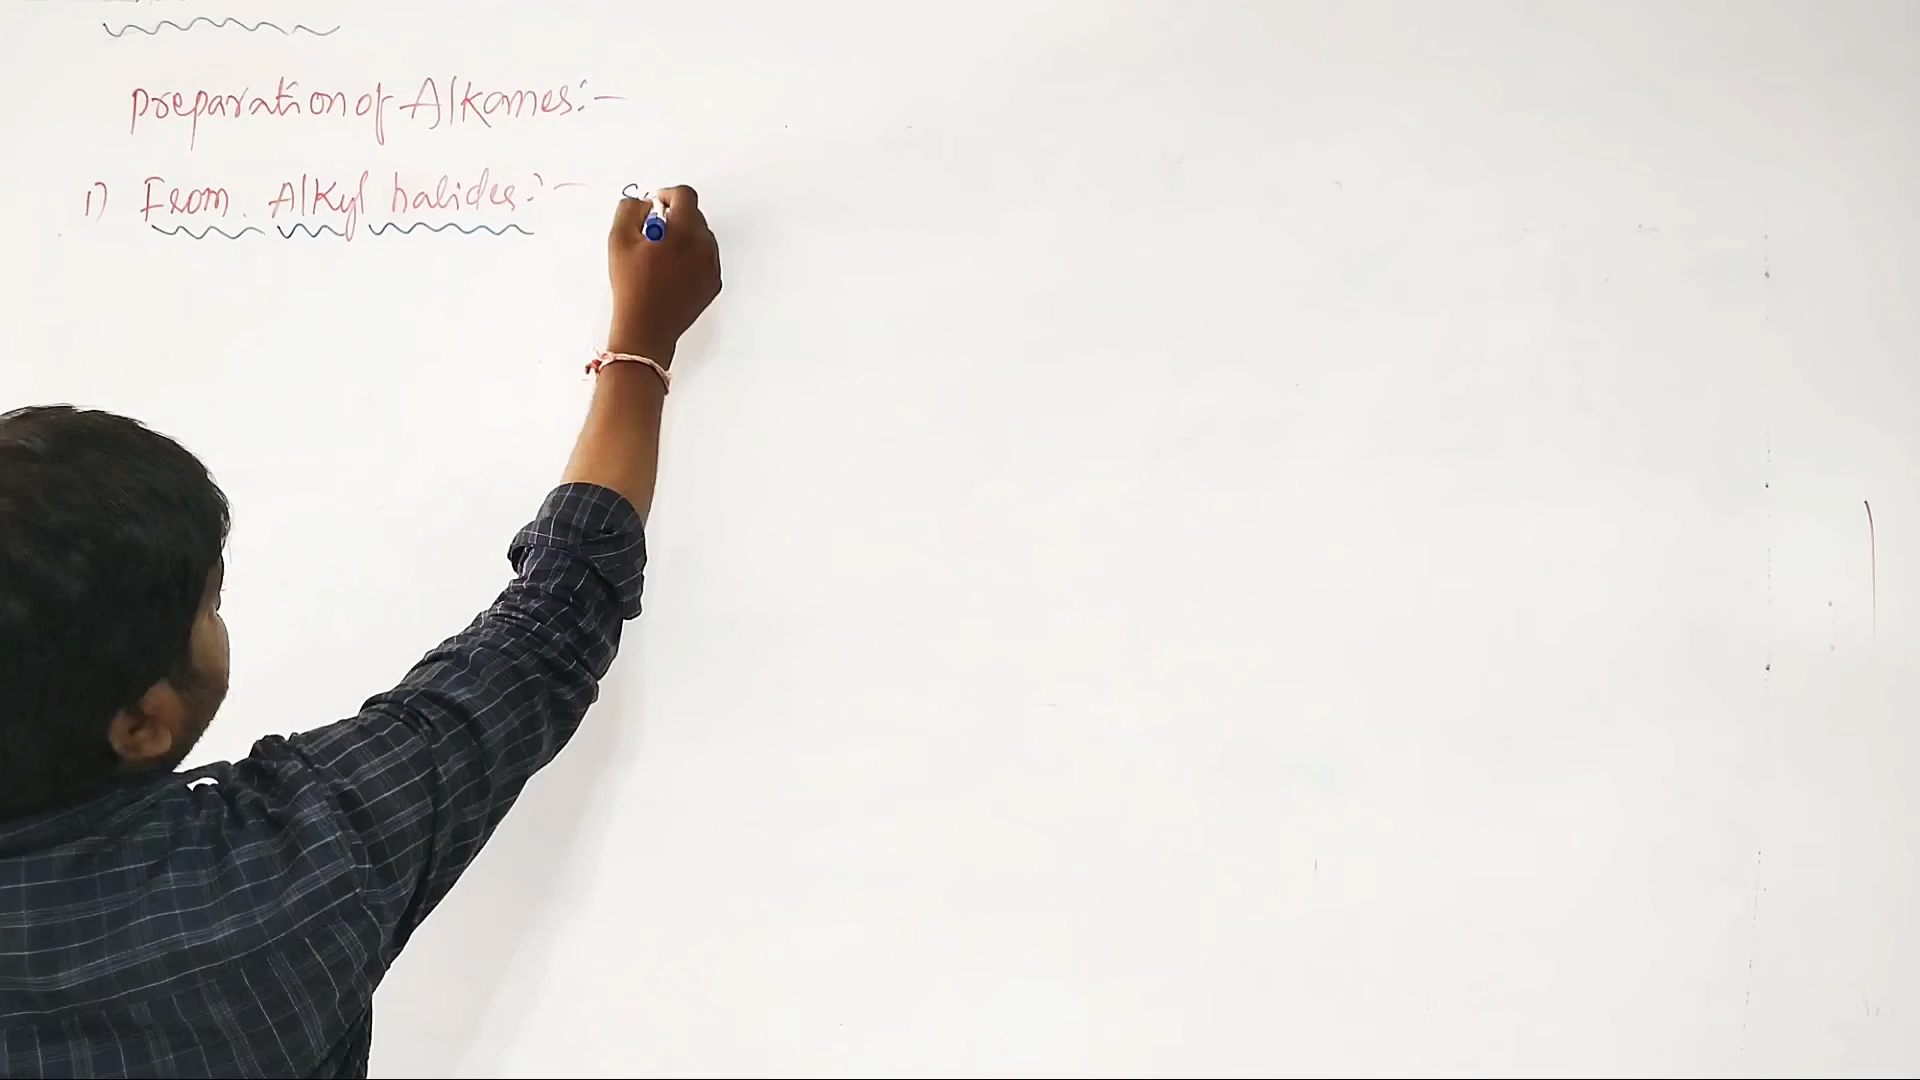 preparation of Alkanes:-
1) From Alkyl halides:-